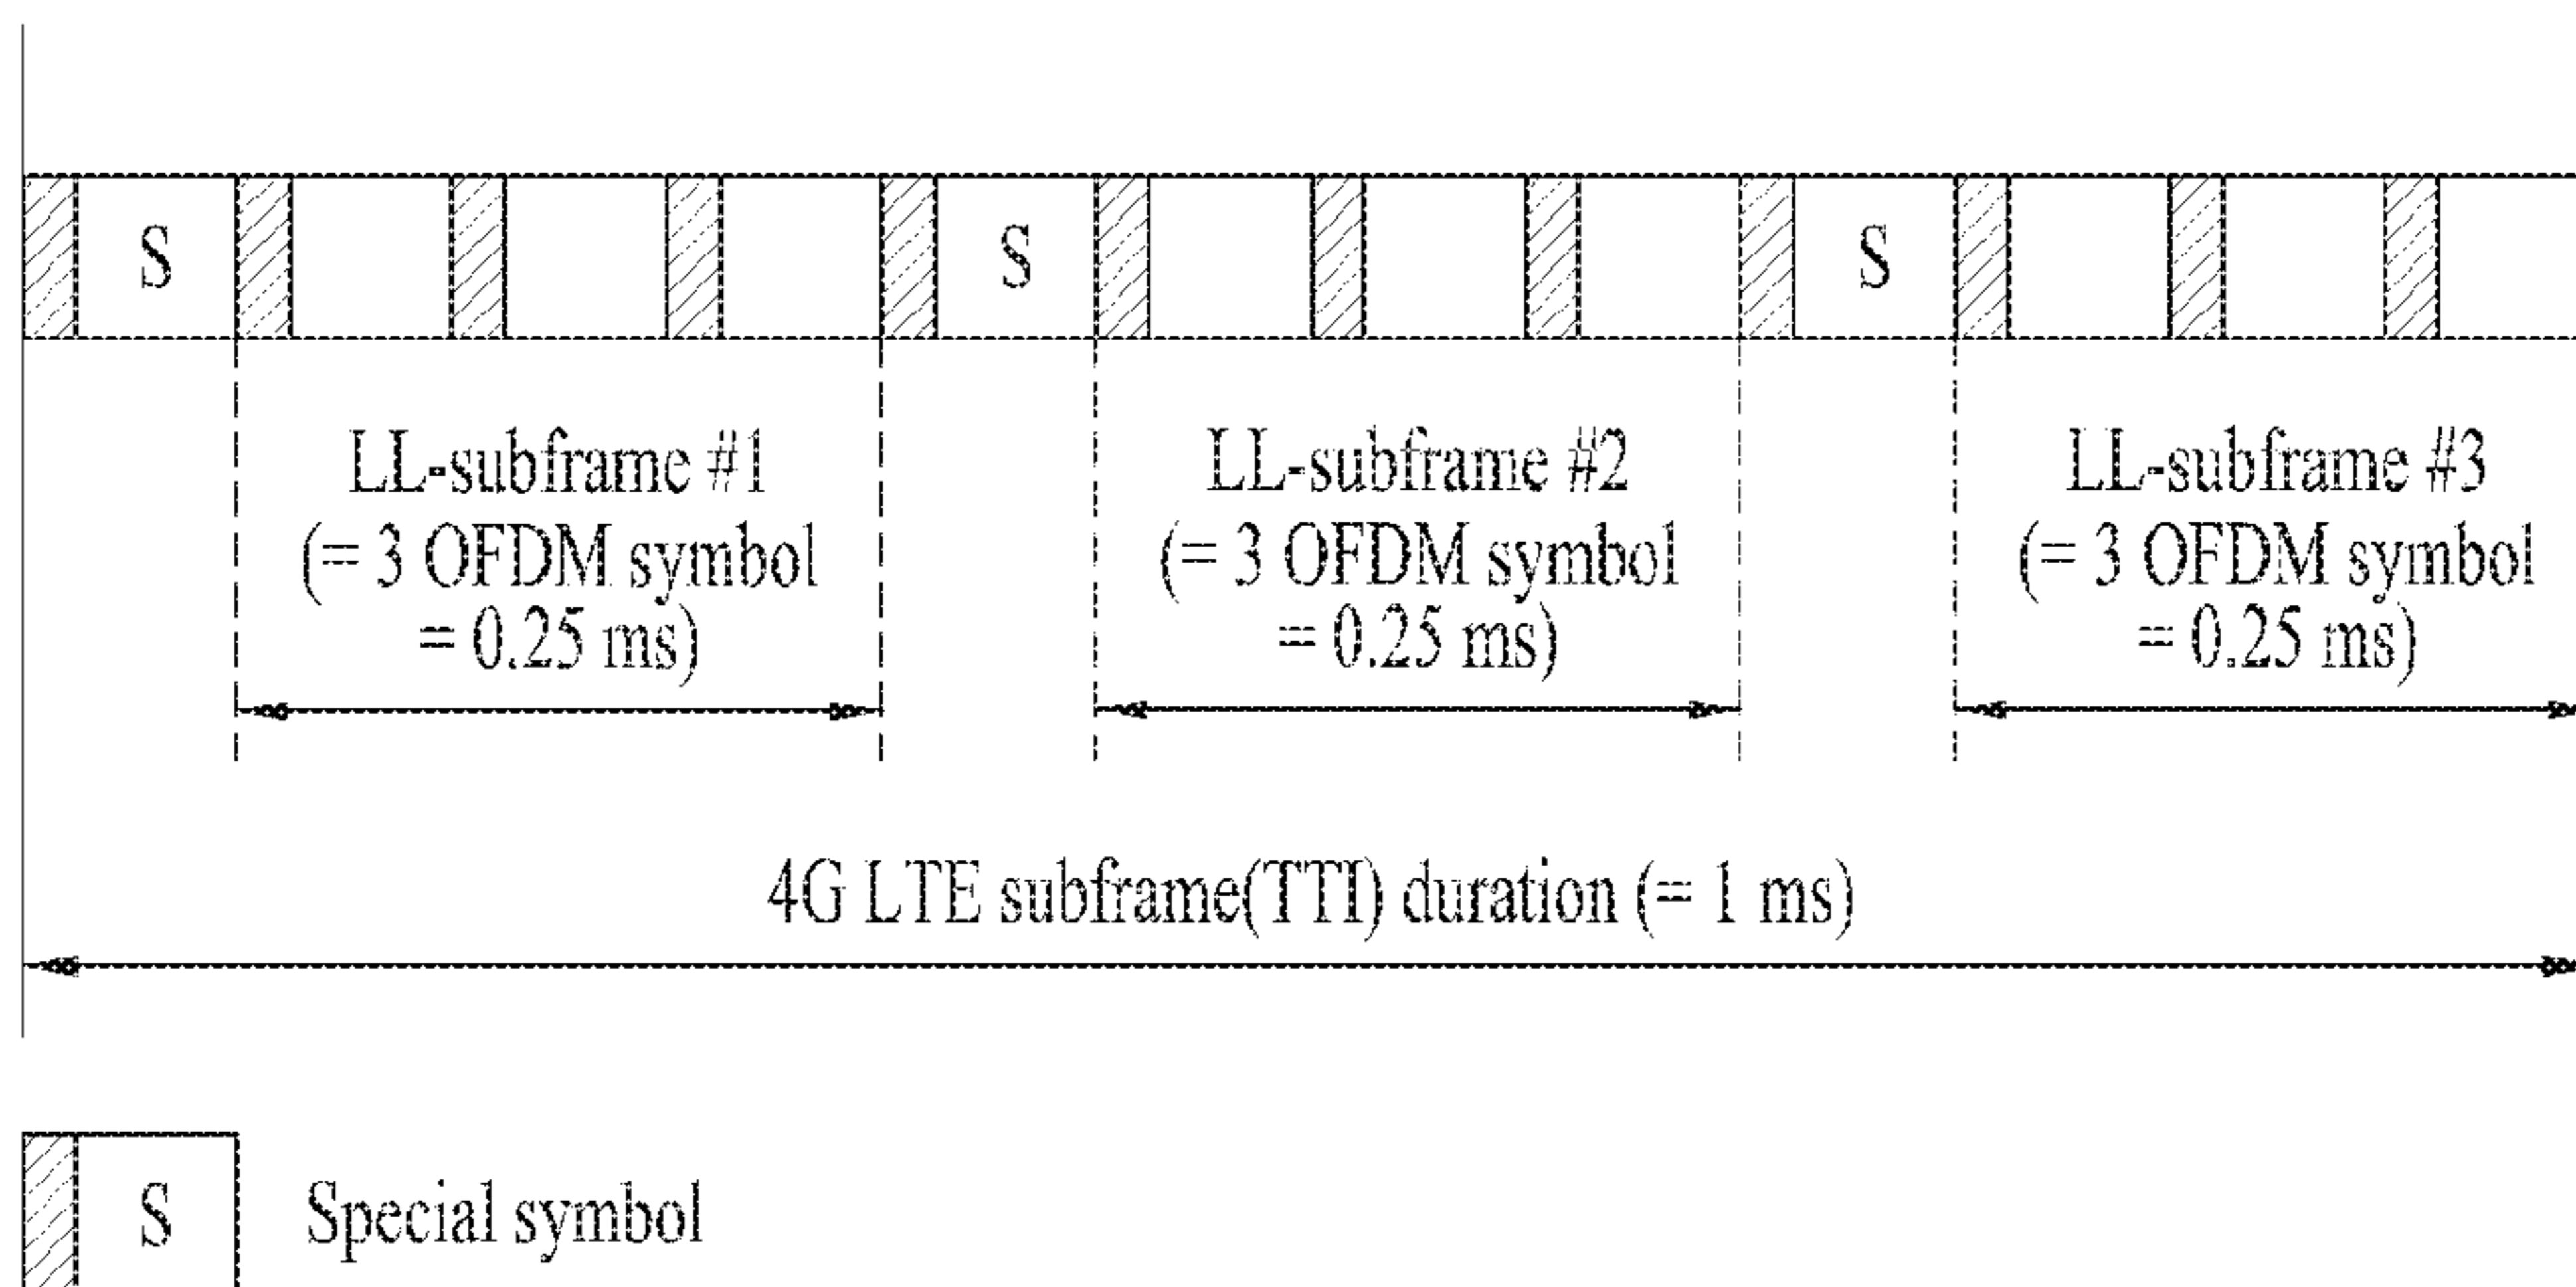 S S S
LL-subframe #1 LL-subframe #2 LL-subframe #3
(= 3 OFDM symbol (= 3 OFDM symbol (= 3 OFDM symbol
= 0.25 ms) = 0.25 ms) = 0.25 ms)
4G LTE subframe(TTI) duration (= 1 ms)
S Special symbol